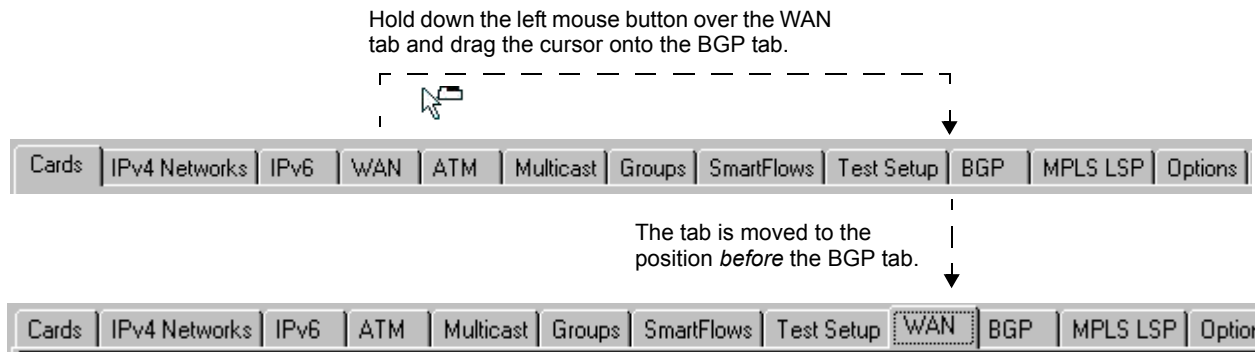 Hold down the left mouse button over the WAN
tab and drag the cursor onto the BGP tab.
Cards IPv4 Networks IPv6 WAN ATM Multicast Groups SmartFlows Test Setup BGP MPLS LSP Options
The tab is moved to the
position before the BGP tab.
Cards IPv4 Networks IPv6 ATM Multicast Groups SmartFlows Test Setup WAN BGP MPLS LSP Option